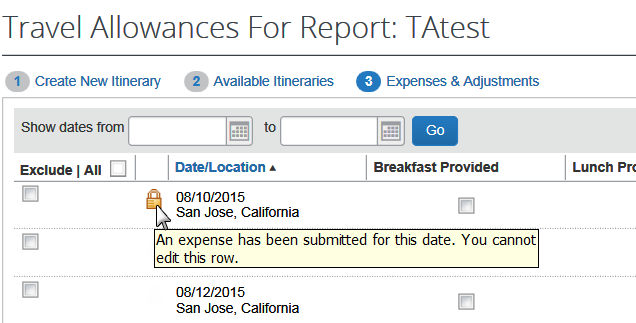 Travel Allowances For Report: TAtest
1 Create New Itinerary 2 Available Itineraries 3 Expenses & Adjustments
Show dates from to Go
Exclude | All Date/Location Breakfast Provided Lunch Pro
08/10/2015
San Jose, California
An expense has been submitted for this date. You cannot
edit this row.
08/12/2015
San Jose, California